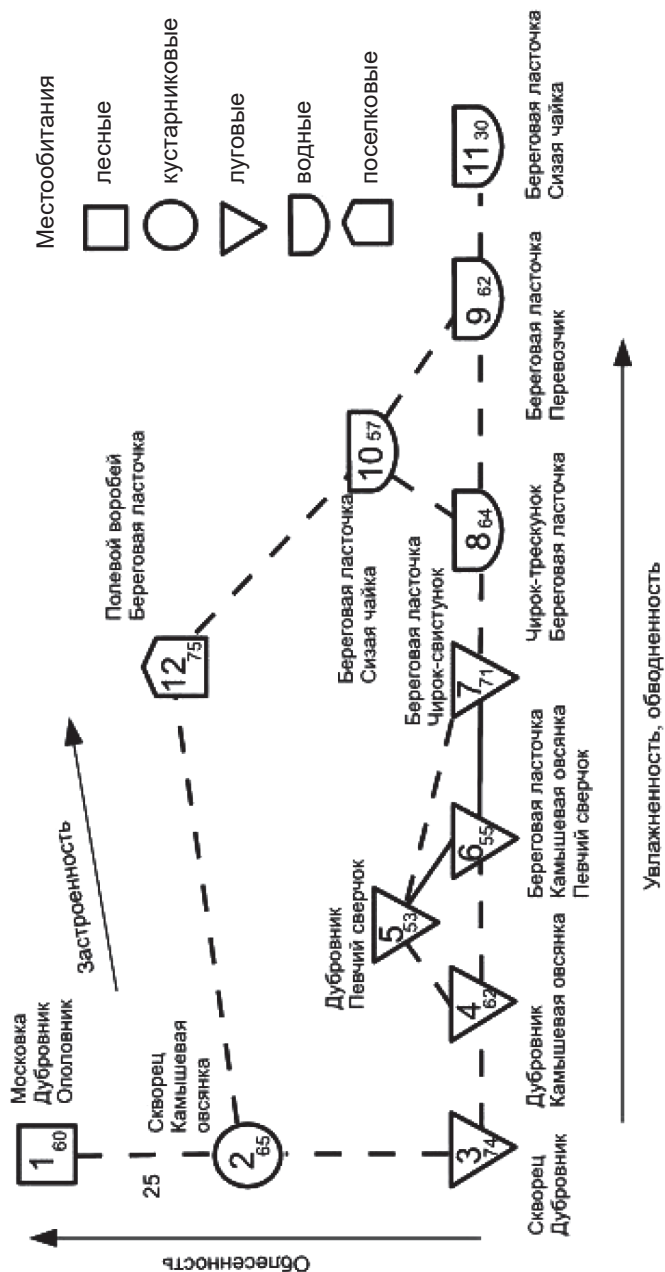 Местообитания
лесные
кустарниковые
луговые
водные
поселковые
Облесенность
Застроенность
Увлажненность, обводненность
Московка
Дубровник
Ополовник
1 60
25
Скворец
Камышевая
овсянка
2 65
Скворец
Дубровник
3 74
Дубровник
Камышевая овсянка
4 62
Дубровник
Певчий сверчок
5 53
Береговая ласточка
Камышевая овсянка
Певчий сверчок
6 55
Береговая ласточка
Чирок-свистунок
7 71
Чирок-трескунок
Береговая ласточка
8 64
Береговая ласточка
Перевозчик
9 62
Береговая ласточка
Сизая чайка
10 57
Береговая ласточка
Сизая чайка
11 30
Полевой воробей
Береговая ласточка
12 75